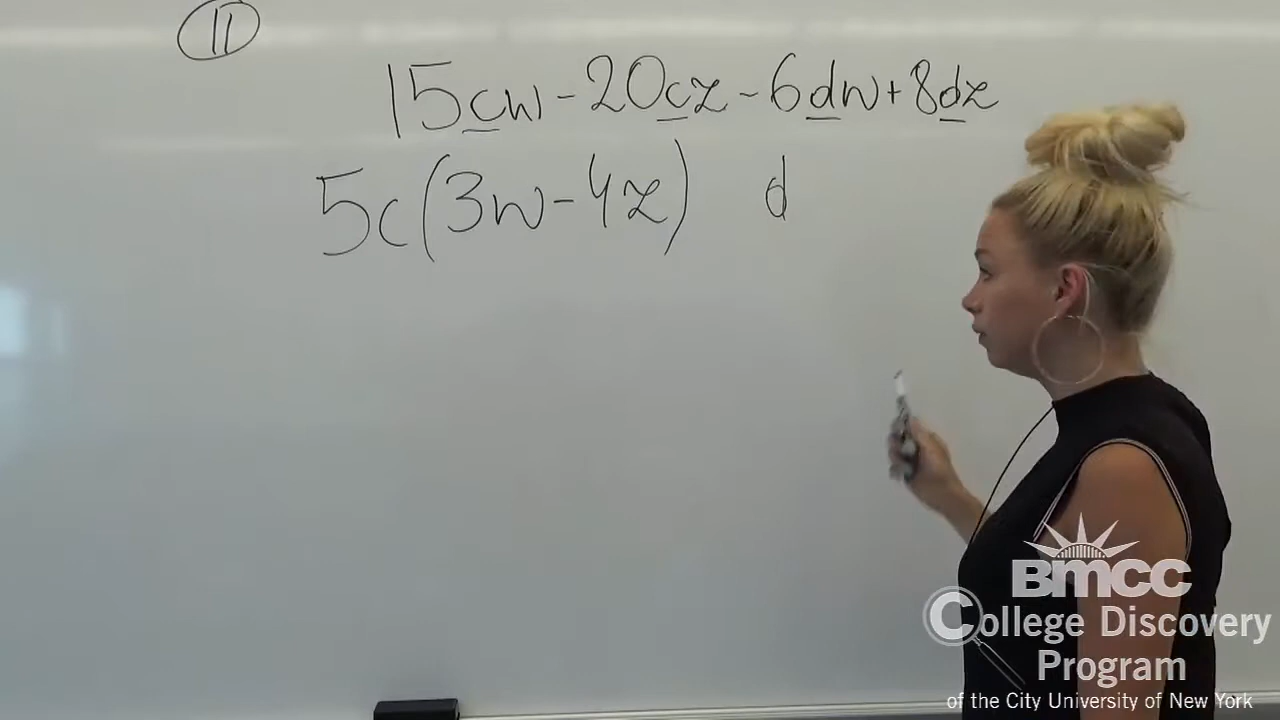 11
15cw - 20cz - 6dw + 8dz
5c(3w - 4z) d
BMCC
College Discovery
Program
of the City University of New York